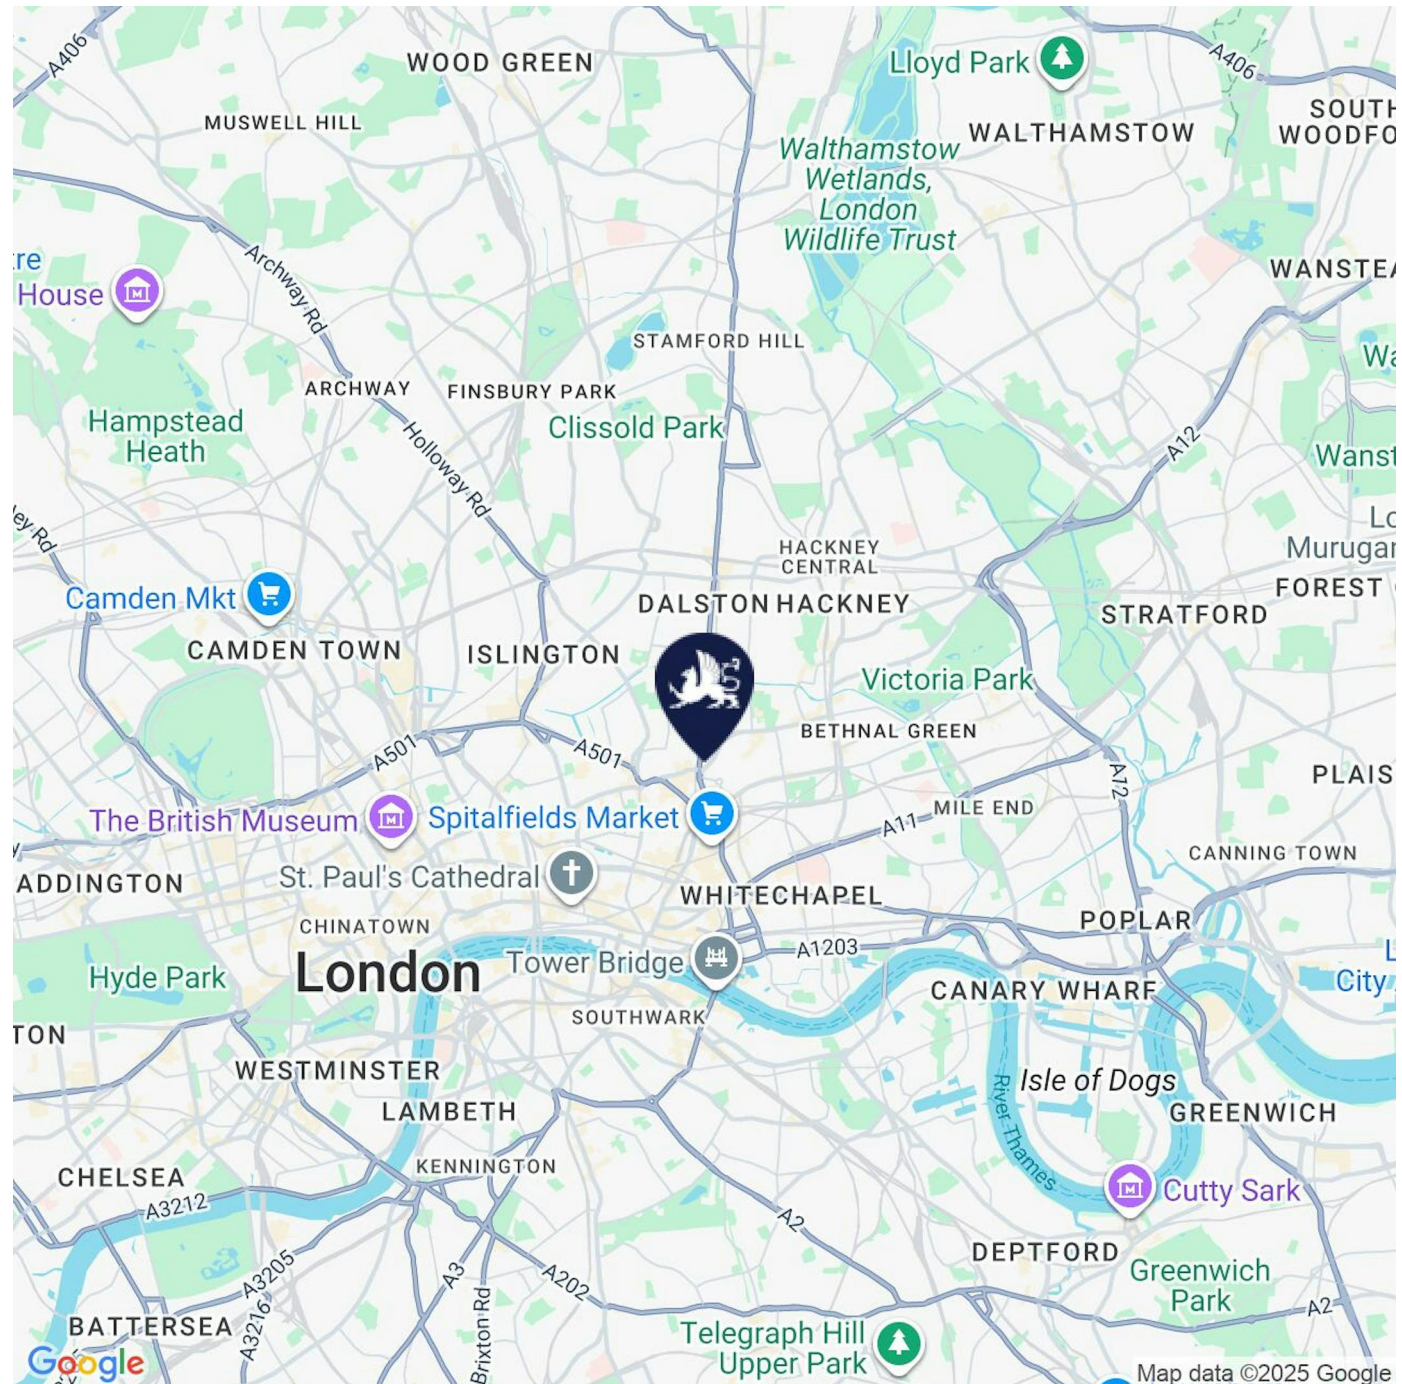 A406
WOOD GREEN
Lloyd Park
A406
SOUTH
WOODFO
MUSWELL HILL
WALTHAMSTOW
Walthamstow
Wetlands,
London
Wildlife Trust
Archway Rd
tre
House
WANSTEA
STAMFORD HILL
Wa
ARCHWAY
FINSBURY PARK
Clissold Park
Hampstead
Heath
Holloway Rd
A12
Wanst
ley Rd
Lo
Murugan
HACKNEY
CENTRAL
FOREST
Camden Mkt
DALSTON
HACKNEY
STRATFORD
CAMDEN TOWN
ISLINGTON
Victoria Park
BETHNAL GREEN
A501
A501
A12
PLAIS
The British Museum
Spitalfields Market
A11
MILE END
CANNING TOWN
ADDINGTON
St. Paul's Cathedral
WHITECHAPEL
POPLAR
CHINATOWN
A1203
London
Tower Bridge
Hyde Park
CANARY WHARF
L
City
SOUTHWARK
TON
WESTMINSTER
Isle of Dogs
LAMBETH
River Thames
GREENWICH
KENNINGTON
CHELSEA
A3212
Cutty Sark
A2
DEPTFORD
Greenwich
Park
A3205
A3
A202
A2
BATTERSEA
A3216
Brixton Rd
Telegraph Hill
Upper Park
Google
Map data ©2025 Google